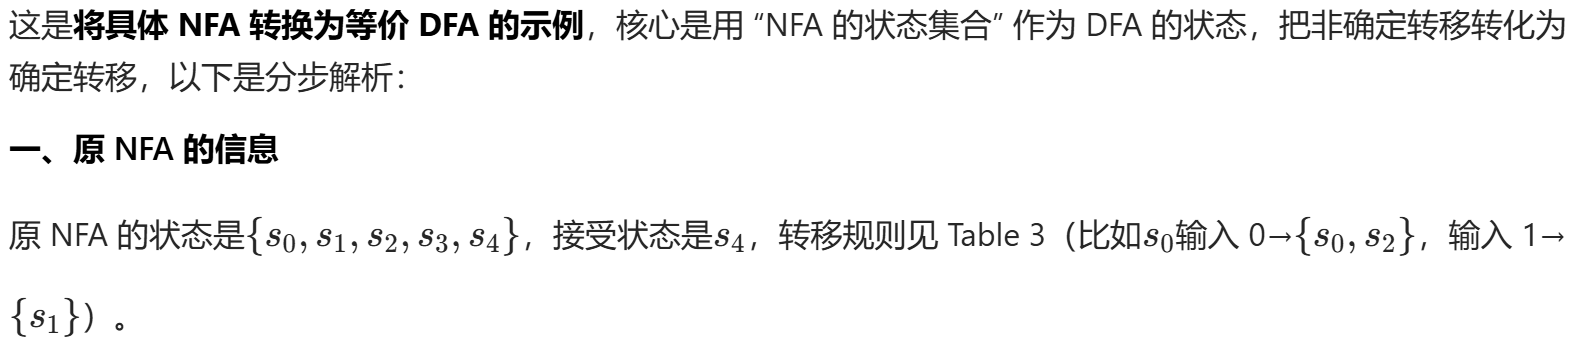 这是将具体 NFA 转换为等价 DFA 的示例，核心是用 “NFA 的状态集合” 作为 DFA 的状态，把非确定转移转化为
确定转移，以下是分步解析：
一、原 NFA 的信息
原 NFA 的状态是{s₀, s₁, s₂, s₃, s₄}，接受状态是s₄，转移规则见 Table 3（比如s₀输入 0→{s₀, s₂}，输入 1→
{s₁}）。